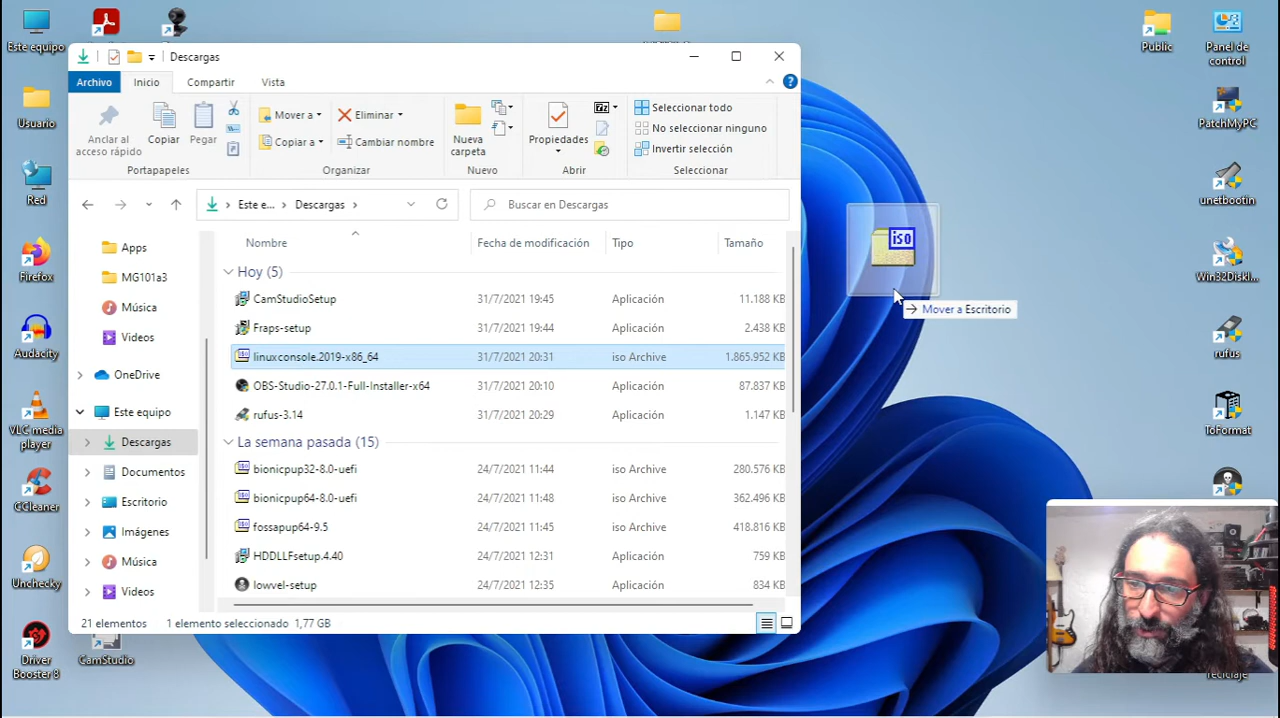 Descargas
Archivo
Inicio
Compartir
Vista
Anclar al
acceso rápido
Copiar
Pegar
Portapapeles
Mover a
Copiar a
Eliminar
Cambiar nombre
Organizar
Nueva
carpeta
Nuevo
Propiedades
Abrir
Seleccionar todo
No seleccionar ninguno
Invertir selección
Seleccionar
Este e...
Descargas
Buscar en Descargas
Apps
MG101a3
Música
Videos
OneDrive
Este equipo
Descargas
Documentos
Escritorio
Imágenes
Música
Videos
Nombre
Fecha de modificación
Tipo
Tamaño
Hoy (5)
CamStudioSetup 31/7/2021 19:45 Aplicación 11.188 KB
Fraps-setup 31/7/2021 19:44 Aplicación 2.438 KB
linuxconsole.2019-x86_64 31/7/2021 20:31 iso Archive 1.865.952 KB
OBS-Studio-27.0.1-Full-Installer-x64 31/7/2021 20:10 Aplicación 87.837 KB
rufus-3.14 31/7/2021 20:29 Aplicación 1.147 KB
La semana pasada (15)
bionicpup32-8.0-uefi 24/7/2021 11:44 iso Archive 280.576 KB
bionicpup64-8.0-uefi 24/7/2021 11:48 iso Archive 362.496 KB
fossapup64-9.5 24/7/2021 11:45 iso Archive 418.816 KB
HDDLLFsetup.4.40 24/7/2021 12:31 Aplicación 759 KB
lowvel-setup 24/7/2021 12:35 Aplicación 834 KB
21 elementos
1 elemento seleccionado 1,77 GB
Este equipo
Usuario
Red
Firefox
Audacity
VLC media
player
CCleaner
Unchecky
Driver
Booster 8
CamStudio
iso
Mover a Escritorio
Public
Panel de
control
PatchMyPC
unetbootin
rufus
ToFormat
reciclaje